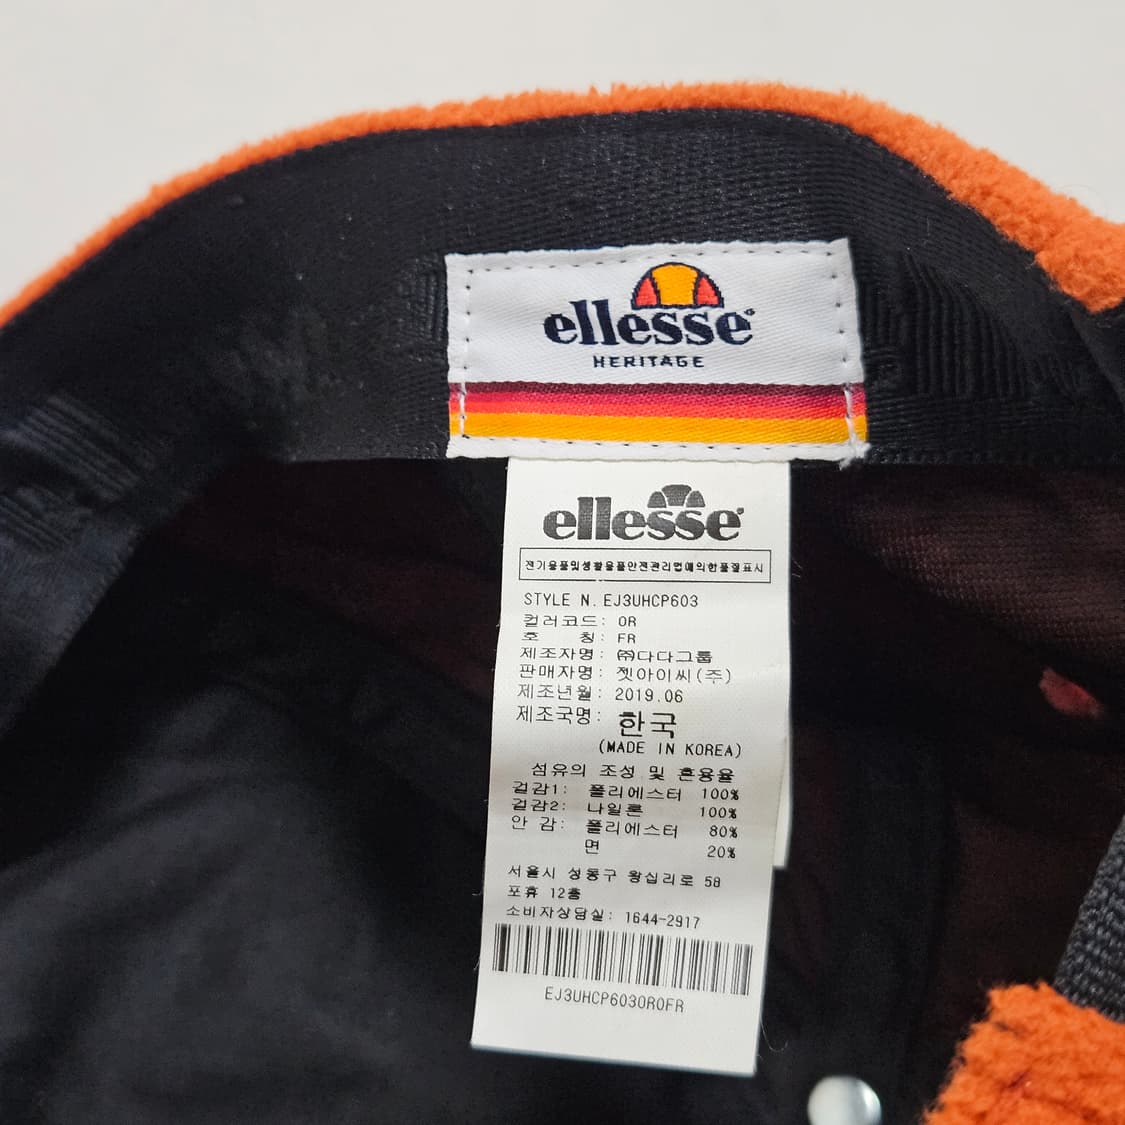 ellesse
HERITAGE
ellesse
전기용품및생활용품안전관리법에의한품질표시
STYLE N. EJ3UHCP603
컬러코드: OR
호 칭: FR
제조자명: ㈜다다그룹
판매자명: 젯아이씨(주)
제조년월: 2019.06
제조국명: 한국
(MADE IN KOREA)
섬유의 조성 및 혼용율
겉감1: 폴리에스터 100%
겉감2: 나일론 100%
안 감: 폴리에스터 80%
면 20%
서울시 성동구 왕십리로 58
포휴 12층
소비자상담실: 1644-2917
EJ3UHCP603OROFR